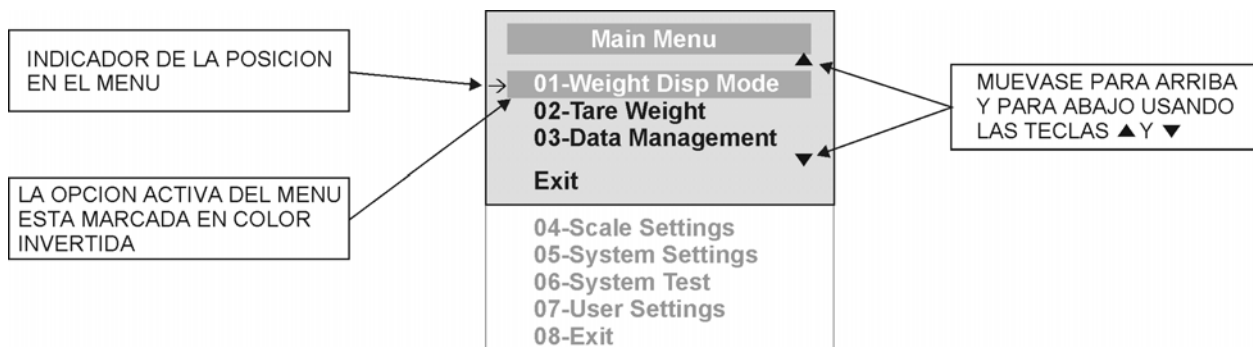 INDICADOR DE LA POSICION
EN EL MENU
LA OPCION ACTIVA DEL MENU
ESTA MARCADA EN COLOR
INVERTIDA
Main Menu
▲
→ 01-Weight Disp Mode
02-Tare Weight
03-Data Management
▼
Exit
04-Scale Settings
05-System Settings
06-System Test
07-User Settings
08-Exit
MUEVASE PARA ARRIBA
Y PARA ABAJO USANDO
LAS TECLAS ▲ Y ▼